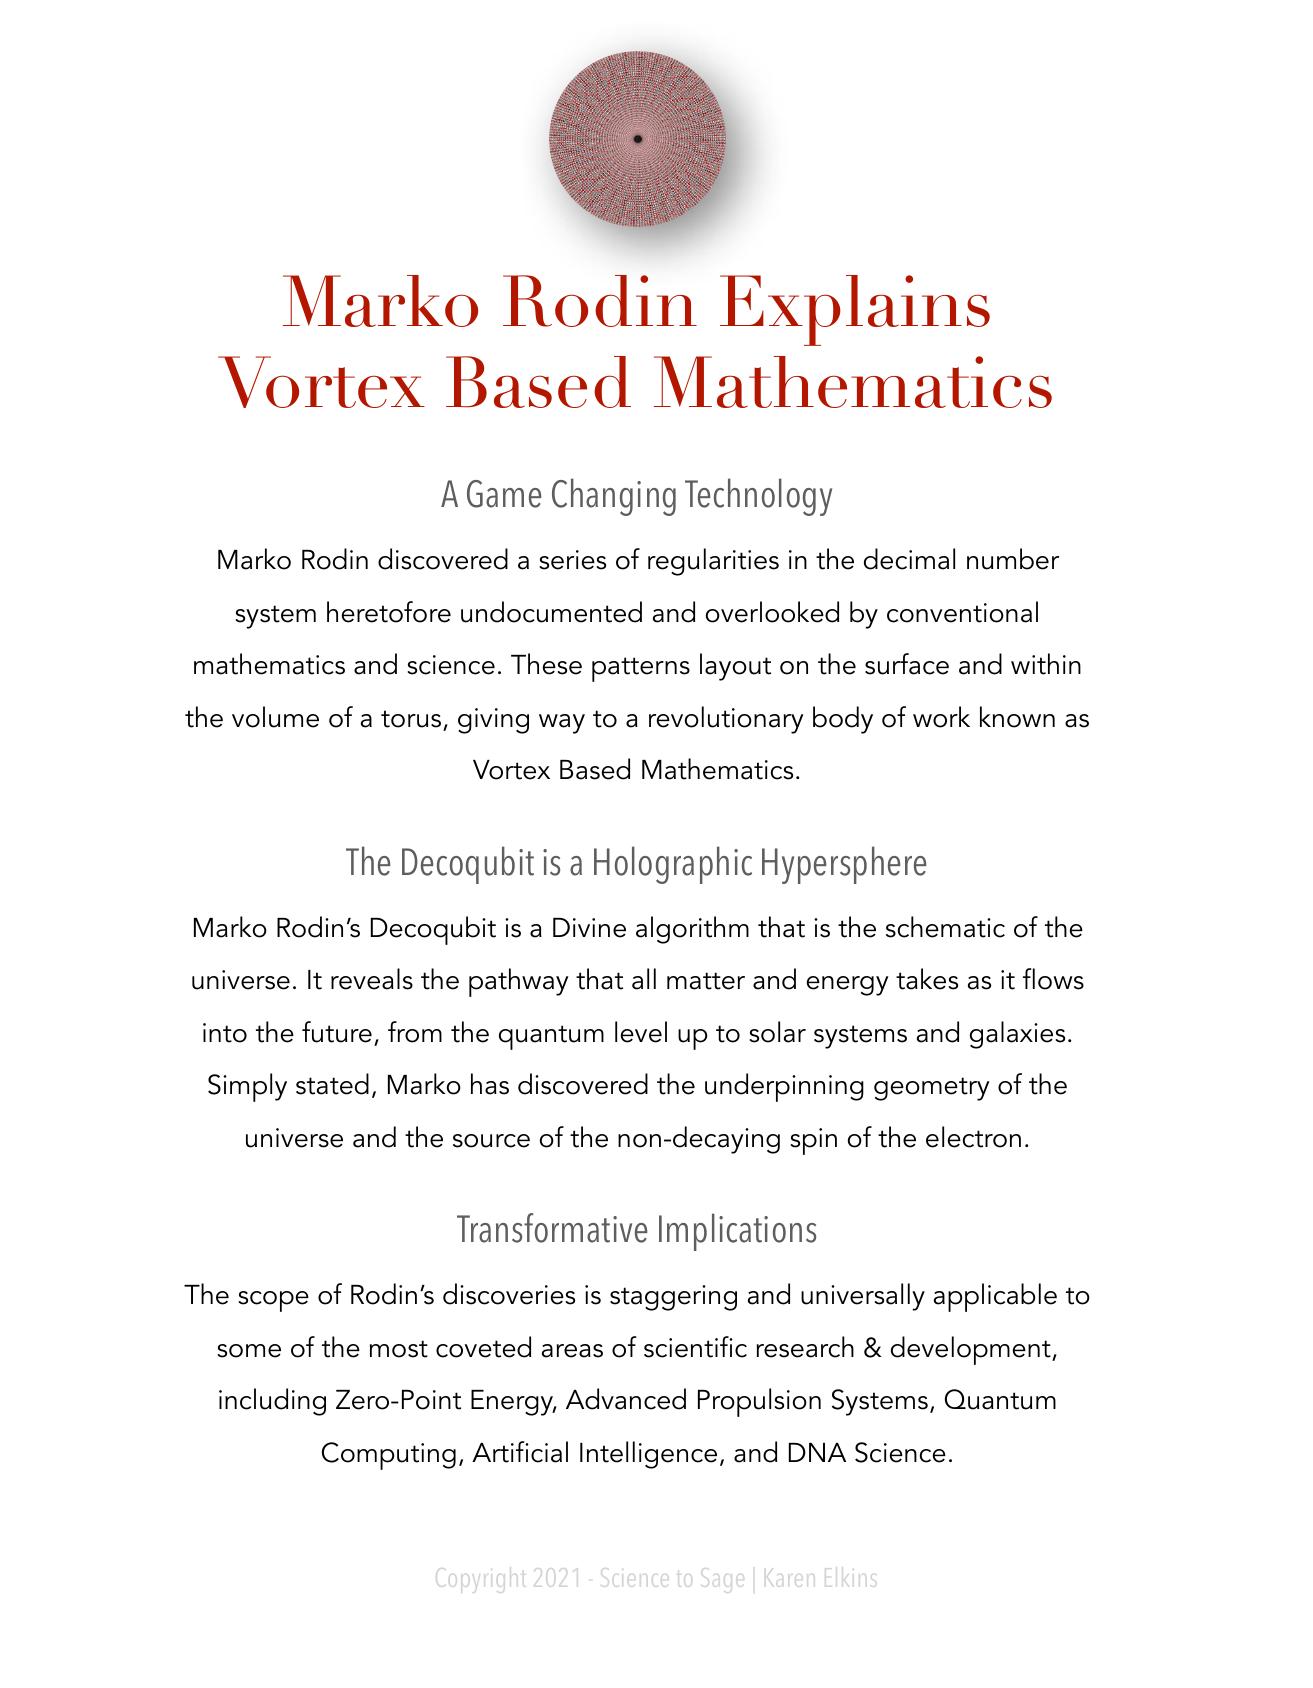 Marko Rodin Explains
Vortex Based Mathematics
A Game Changing Technology
Marko Rodin discovered a series of regularities in the decimal number
system heretofore undocumented and overlooked by conventional
mathematics and science. These patterns layout on the surface and within
the volume of a torus, giving way to a revolutionary body of work known as
Vortex Based Mathematics.
The Decoqubit is a Holographic Hypersphere
Marko Rodin’s Decoqubit is a Divine algorithm that is the schematic of the
universe. It reveals the pathway that all matter and energy takes as it flows
into the future, from the quantum level up to solar systems and galaxies.
Simply stated, Marko has discovered the underpinning geometry of the
universe and the source of the non-decaying spin of the electron.
Transformative Implications
The scope of Rodin’s discoveries is staggering and universally applicable to
some of the most coveted areas of scientific research & development,
including Zero-Point Energy, Advanced Propulsion Systems, Quantum
Computing, Artificial Intelligence, and DNA Science.
Copyright 2021 - Science to Sage | Karen Elkins